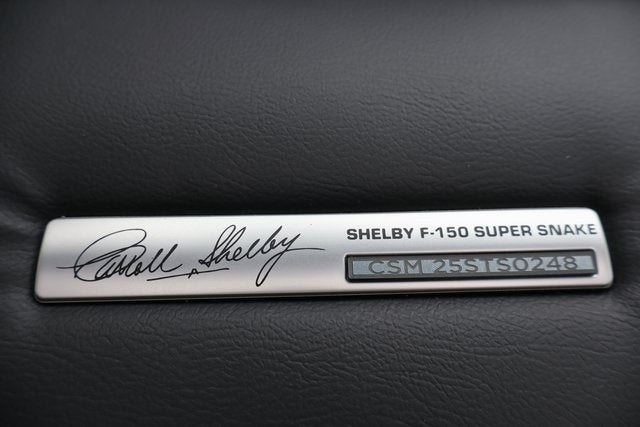 Carroll Shelby
SHELBY F-150 SUPER SNAKE
CSM 25STS0248